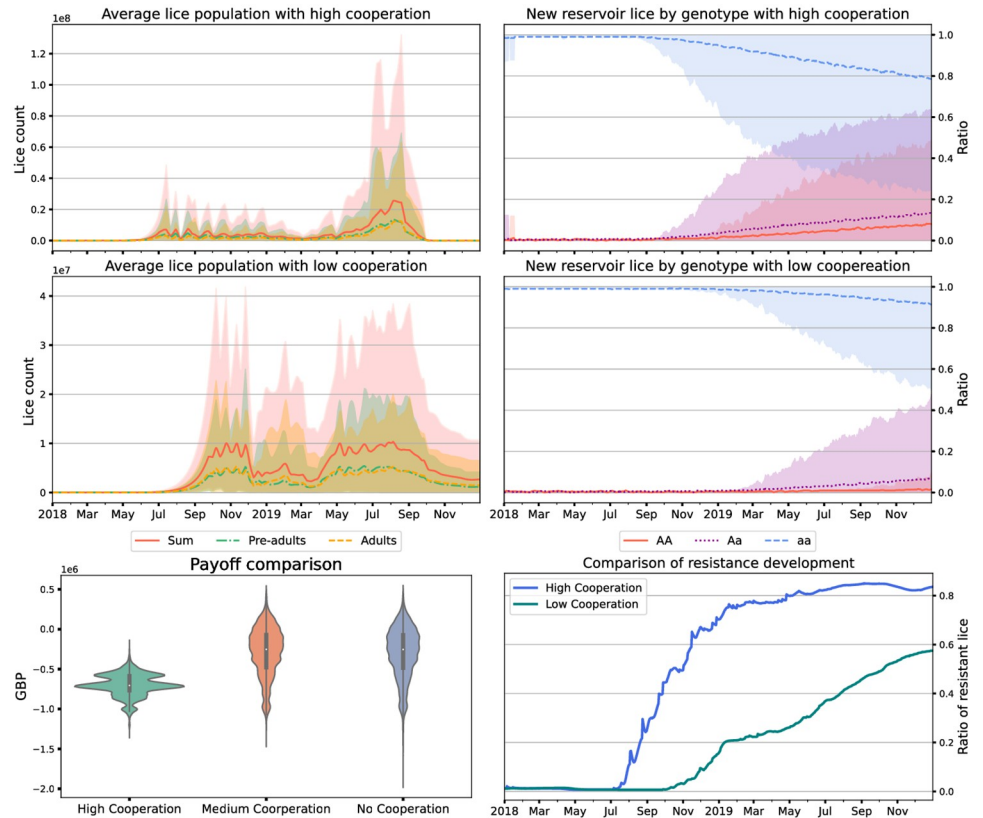 Average lice population with high cooperation
1e8
Lice count
1.2
1.0
0.8
0.6
0.4
0.2
0.0
New reservoir lice by genotype with high cooperation
1.0
0.8
0.6
0.4
0.2
0.0
Ratio
Average lice population with low cooperation
1e7
Lice count
4
3
2
1
0
2018 Mar May Jul Sep Nov 2019 Mar May Jul Sep Nov
Sum Pre-adults Adults
New reservoir lice by genotype with low coopereation
1.0
0.8
0.6
0.4
0.2
0.0
Ratio
2018 Mar May Jul Sep Nov 2019 Mar May Jul Sep Nov
AA Aa aa
Payoff comparison
1e6
GBP
0.5
0.0
−0.5
−1.0
−1.5
−2.0
High Cooperation Medium Corperation No Cooperation
Comparison of resistance development
High Cooperation
Low Cooperation
0.8
0.6
0.4
0.2
0.0
Ratio of resistant lice
2018 Mar May Jul Sep Nov 2019 Mar May Jul Sep Nov